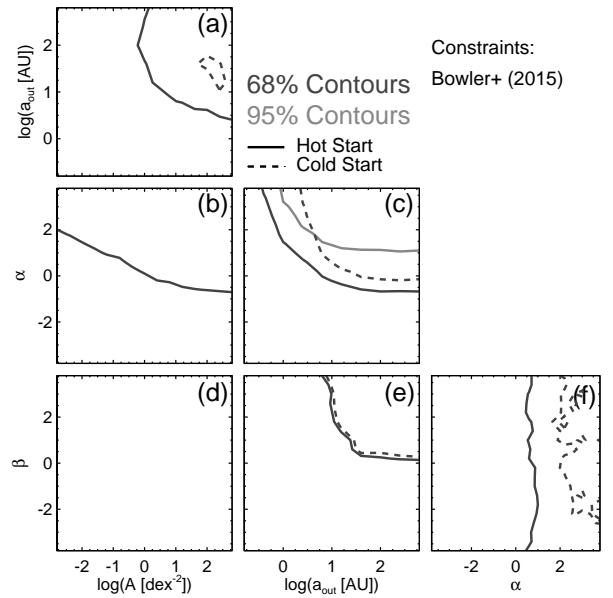 (a)
2
1
0
log(a_out [AU])
68% Contours
95% Contours
Hot Start
Cold Start
Constraints:
Bowler+ (2015)
(b)
2
0
-2
α
(c)
(d)
2
0
-2
β
-2 0 2
log(A [dex^-2])
(e)
0 1 2
log(a_out [AU])
(f)
-2 0 2
α